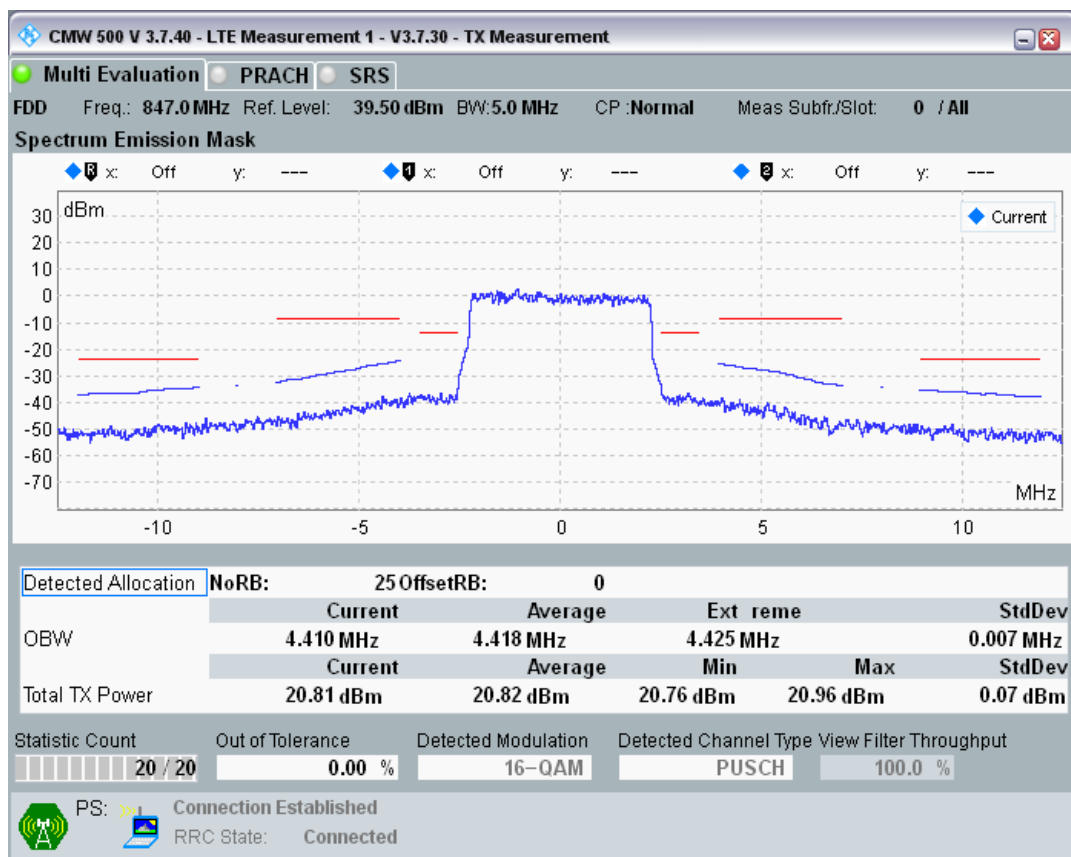 CMW 500 V 3.7.40 - LTE Measurement 1 - V3.7.30 - TX Measurement
Multi Evaluation PRACH SRS
FDD Freq.: 847.0 MHz Ref. Level: 39.50 dBm BW: 5.0 MHz CP : Normal Meas Subfr./Slot: 0 / All
Spectrum Emission Mask
R x: Off y: --- 1 x: Off y: --- 2 x: Off y: ---
dBm
Current
30
20
10
0
-10
-20
-30
-40
-50
-60
-70
MHz
-10 -5 0 5 10
Detected Allocation NoRB: 25 OffsetRB: 0
Current Average Ext reme StdDev
OBW 4.410 MHz 4.418 MHz 4.425 MHz 0.007 MHz
Current Average Min Max StdDev
Total TX Power 20.81 dBm 20.82 dBm 20.76 dBm 20.96 dBm 0.07 dBm
Statistic Count Out of Tolerance Detected Modulation Detected Channel Type View Filter Throughput
20 / 20 0.00 % 16-QAM PUSCH 100.0 %
PS: Connection Established
RRC State: Connected